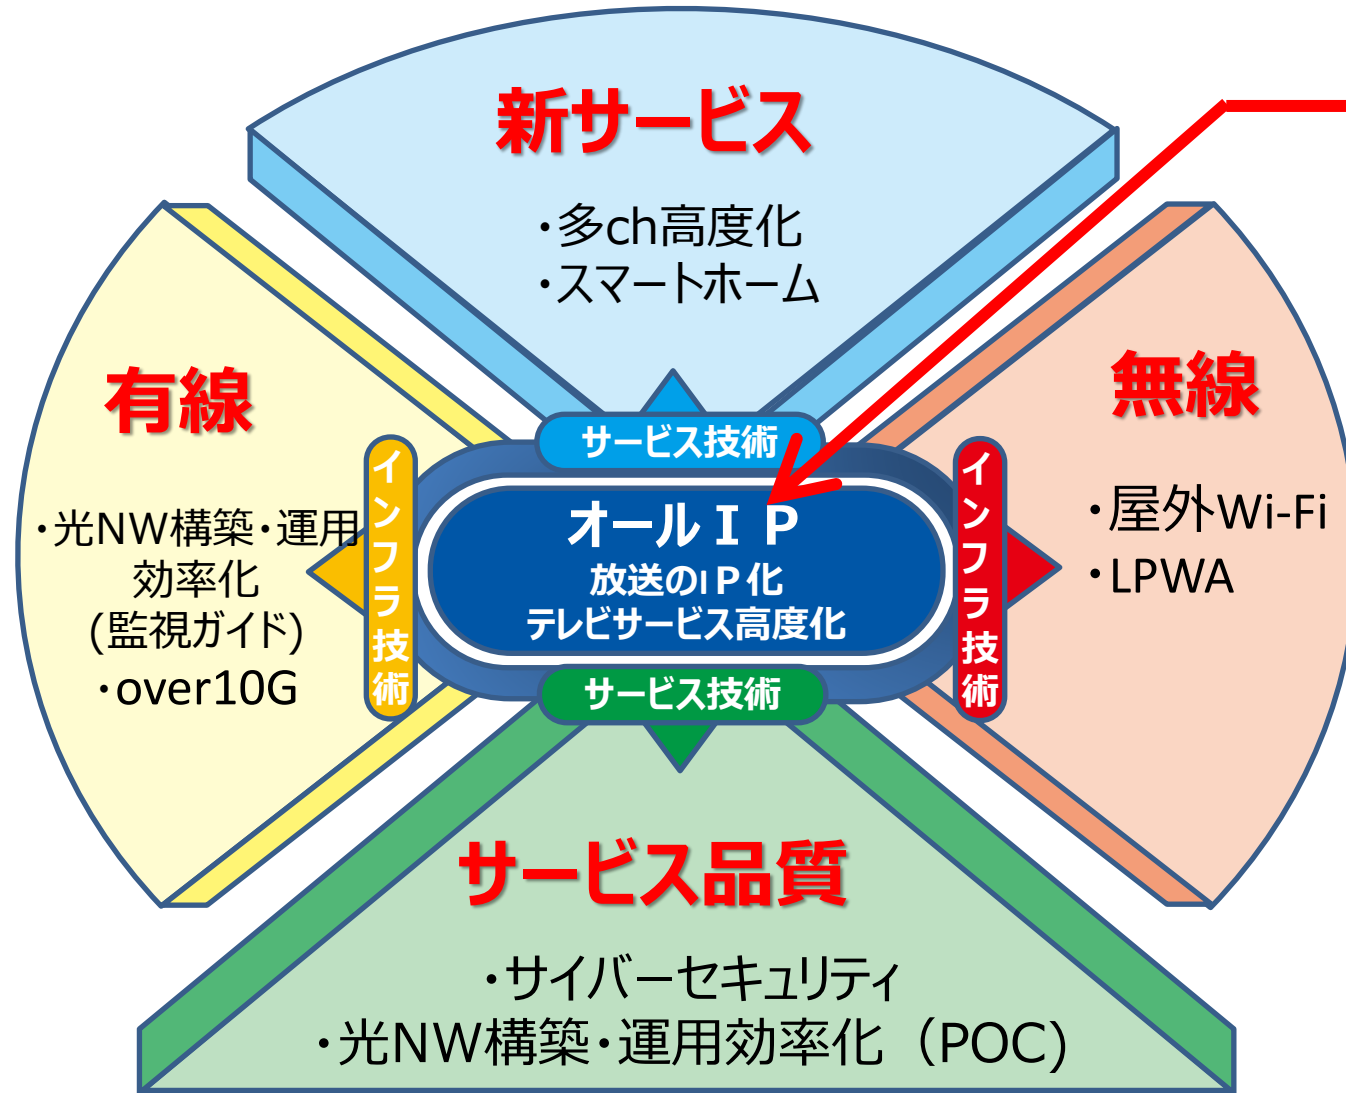 新サービス
・多ch高度化
・スマートホーム
有線
・光NW構築・運用
効率化
(監視ガイド)
・over10G
インフラ技術
サービス技術
オールＩＰ
放送のIＰ化
テレビサービス高度化
サービス技術
インフラ技術
無線
・屋外Wi-Fi
・LPWA
サービス品質
・サイバーセキュリティ
・光NW構築・運用効率化（POC)